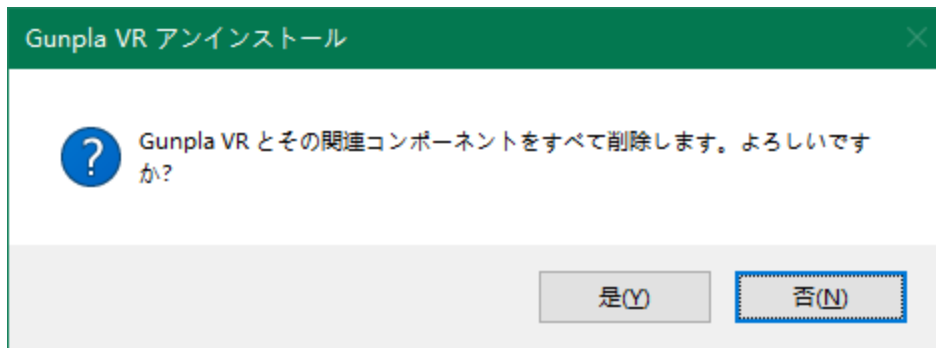 Gunpla VR アンインストール
Gunpla VR とその関連コンポーネントをすべて削除します。よろしいです
か?
是(Y)
否(N)